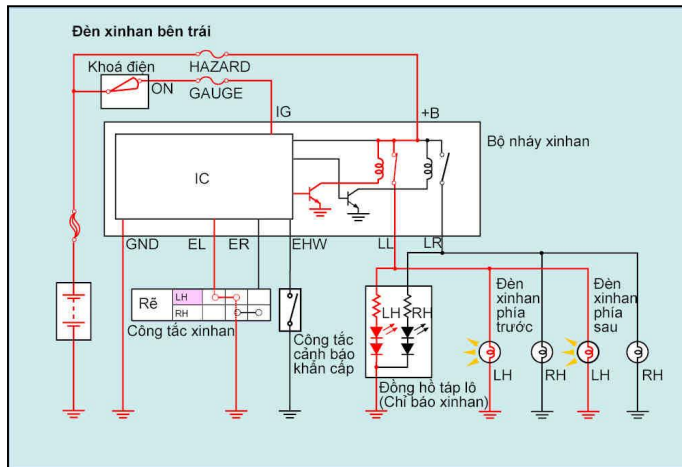 Đèn xinhan bên trái
Khoá điện
HAZARD
ON
GAUGE
IG
+B
Bộ nháy xinhan
IC
GND
EL
ER
EHW
LL
LR
Rẽ
LH
RH
Công tắc xinhan
Công tắc
cảnh báo
khẩn cấp
LH
RH
Đồng hồ táp lô
(Chỉ báo xinhan)
Đèn
xinhan
phía
trước
Đèn
xinhan
phía
sau
LH
RH
LH
RH